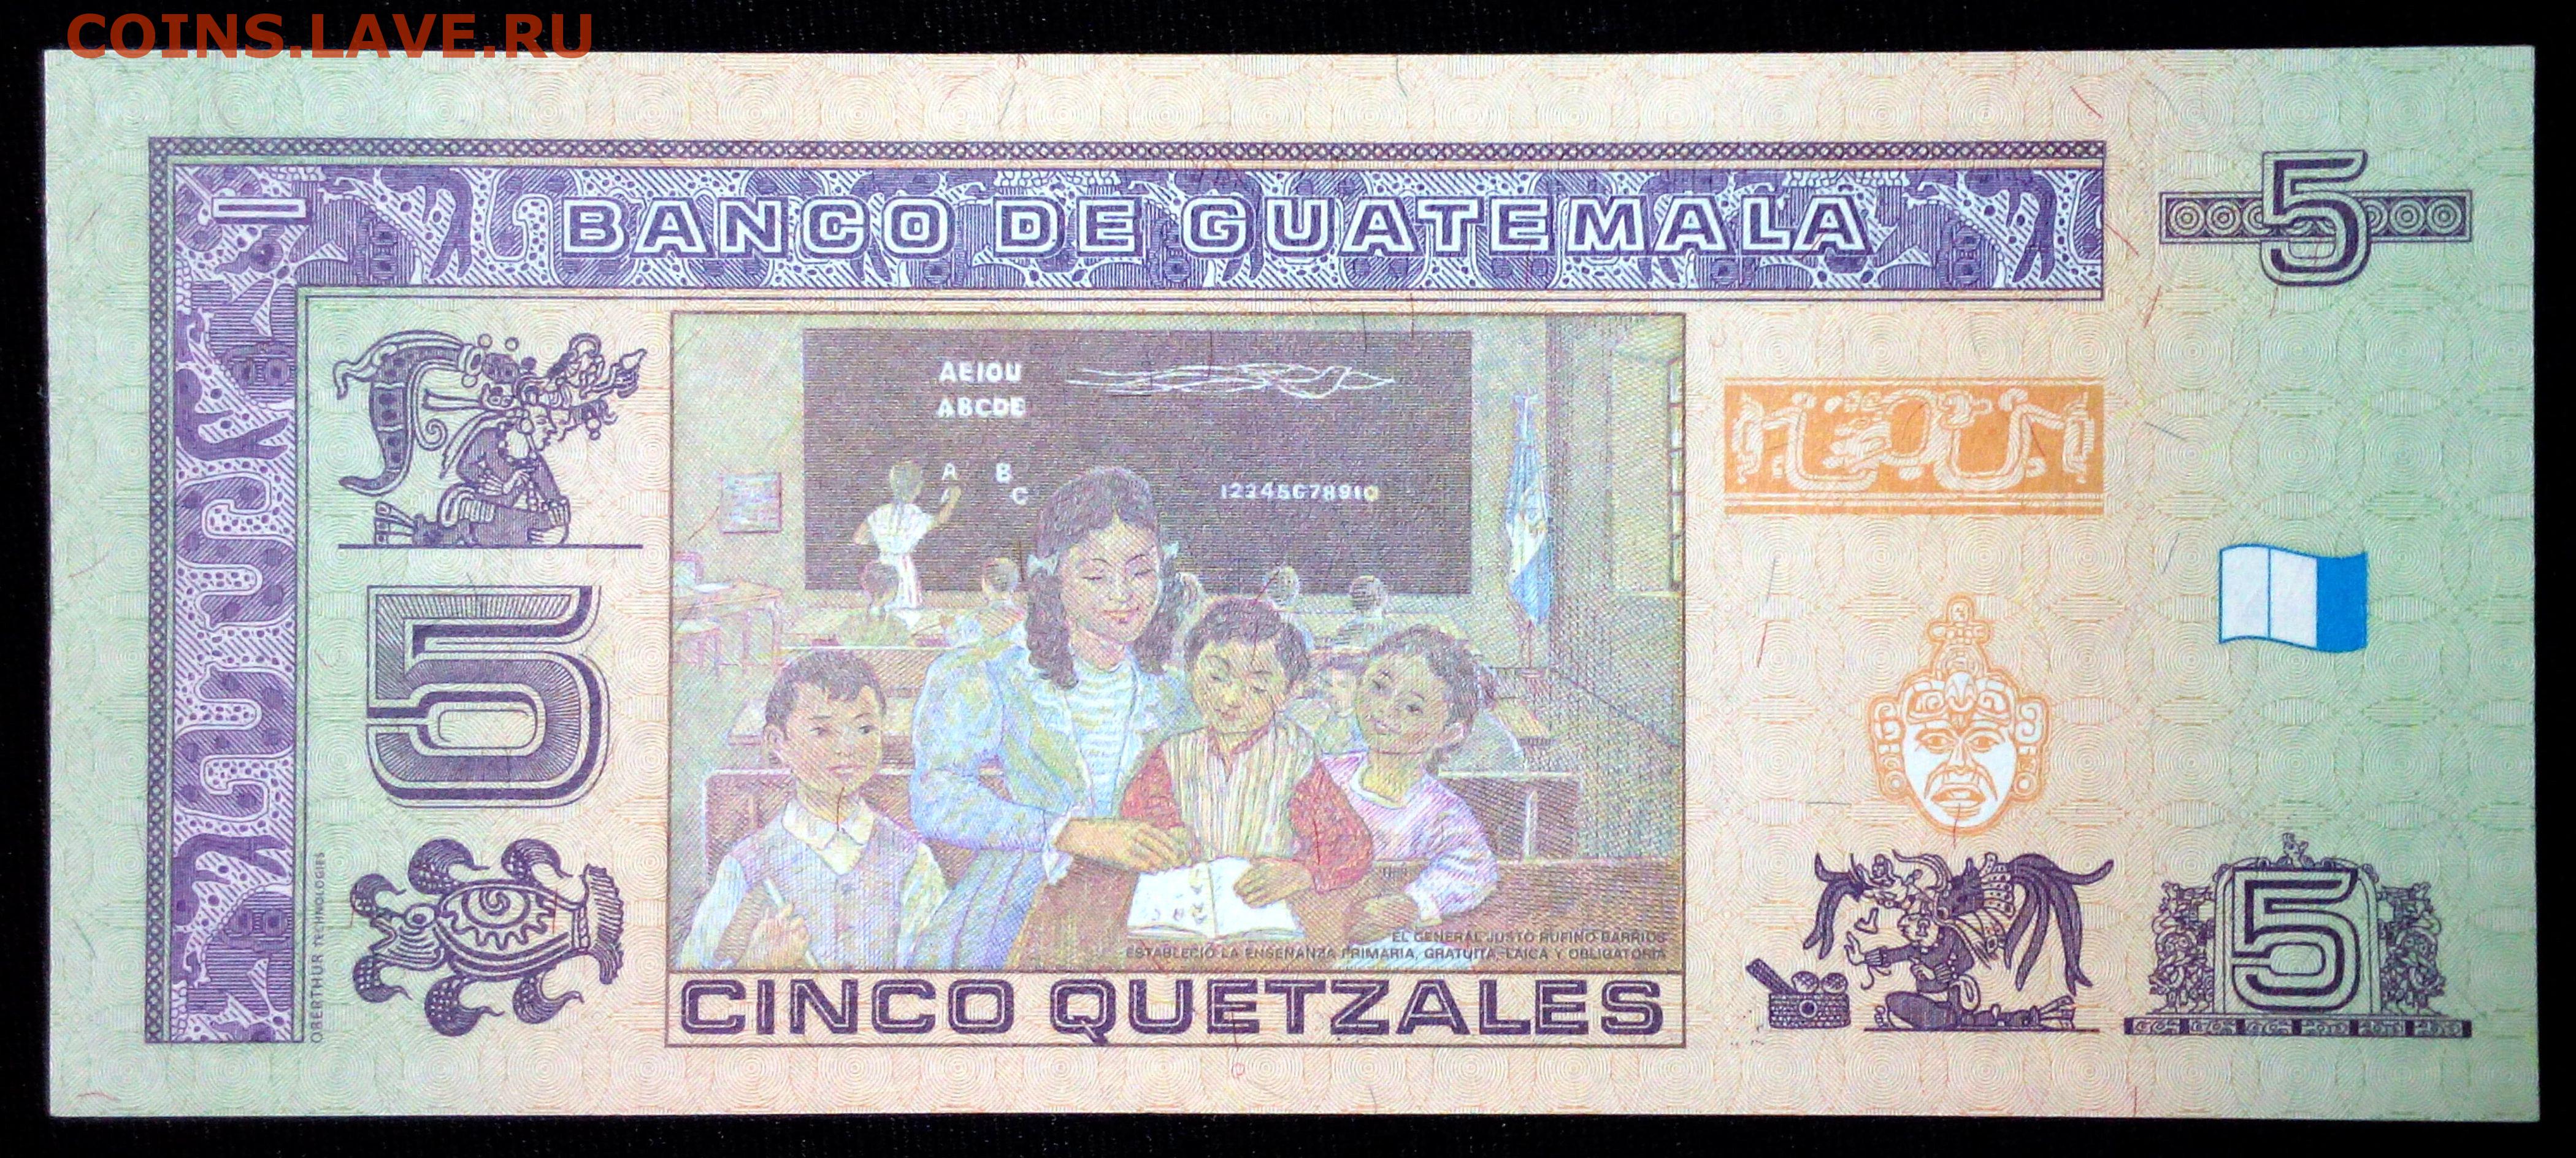 COINS.LAVE.RU
BANCO DE GUATEMALA
5
AEIOU
ABCDE
A B
C
12345678910
5
OBERTHUR TECHNOLOGIES
EL GENERAL JUSTO RUFINO BARRIOS
ESTABLECIÓ LA ENSEÑANZA PRIMARIA, GRATUITA, LAICA Y OBLIGATORIA
CINCO QUETZALES
5